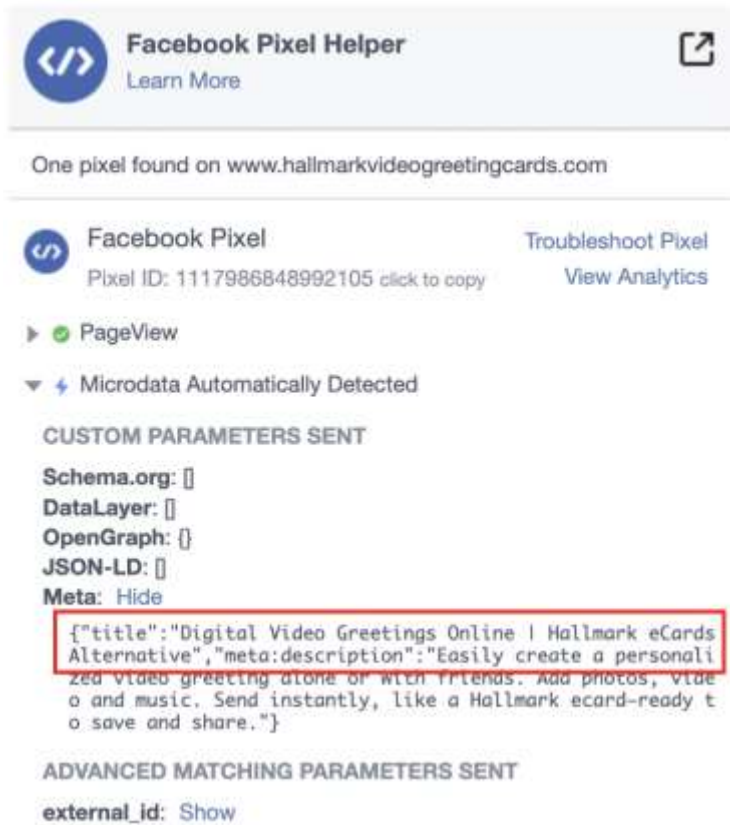 Facebook Pixel Helper
Learn More
One pixel found on www.hallmarkvideogreetingcards.com
Facebook Pixel
Troubleshoot Pixel
Pixel ID: 1117986848992105 click to copy
View Analytics
PageView
Microdata Automatically Detected
CUSTOM PARAMETERS SENT
Schema.org: []
DataLayer: []
OpenGraph: {}
JSON-LD: []
Meta: Hide
{"title":"Digital Video Greetings Online | Hallmark eCards
Alternative","meta:description":"Easily create a personali
zed video greeting alone or with friends. Add photos, vide
o and music. Send instantly, like a Hallmark ecard-ready t
o save and share."}
ADVANCED MATCHING PARAMETERS SENT
external_id: Show